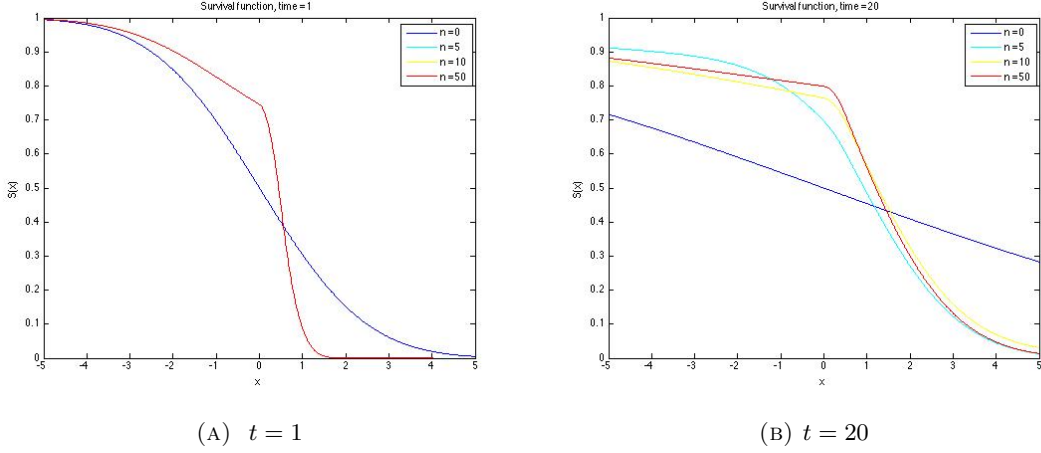 Survival function, time = 1
n = 0
n = 5
n = 10
n = 50
S(x)
1
0.9
0.8
0.7
0.6
0.5
0.4
0.3
0.2
0.1
0
-5 -4 -3 -2 -1 0 1 2 3 4 5
x
(A) t = 1
Survival function, time = 20
n = 0
n = 5
n = 10
n = 50
S(x)
1
0.9
0.8
0.7
0.6
0.5
0.4
0.3
0.2
0.1
0
-5 -4 -3 -2 -1 0 1 2 3 4 5
x
(B) t = 20